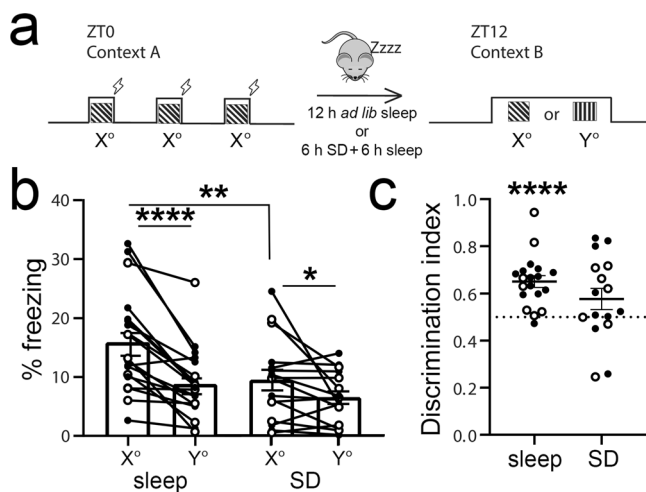 a
ZT0
Context A
X° X° X°
Zzzz
12 h ad lib sleep
or
6 h SD+6 h sleep
ZT12
Context B
or
X° Y°
b
% freezing
40
30
20
10
0
****
**
*
X° Y° X° Y°
sleep SD
c
Discrimination index
****
1.0
0.8
0.6
0.4
0.2
0.0
sleep SD